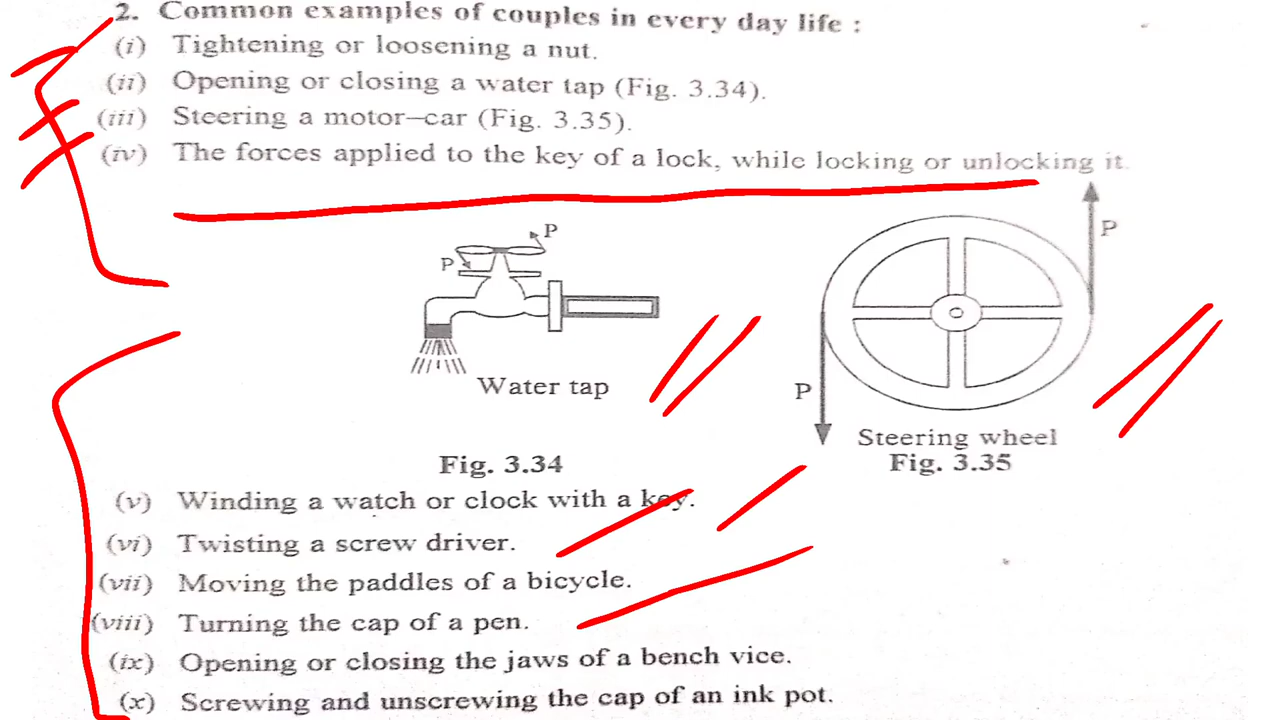 2. Common examples of couples in every day life :
(i) Tightening or loosening a nut.
(ii) Opening or closing a water tap (Fig. 3.34).
(iii) Steering a motor–car (Fig. 3.35).
(iv) The forces applied to the key of a lock, while locking or unlocking it.
P
P
P
P
Water tap
Steering wheel
Fig. 3.34
Fig. 3.35
(v) Winding a watch or clock with a key.
(vi) Twisting a screw driver.
(vii) Moving the paddles of a bicycle.
(viii) Turning the cap of a pen.
(ix) Opening or closing the jaws of a bench vice.
(x) Screwing and unscrewing the cap of an ink pot.